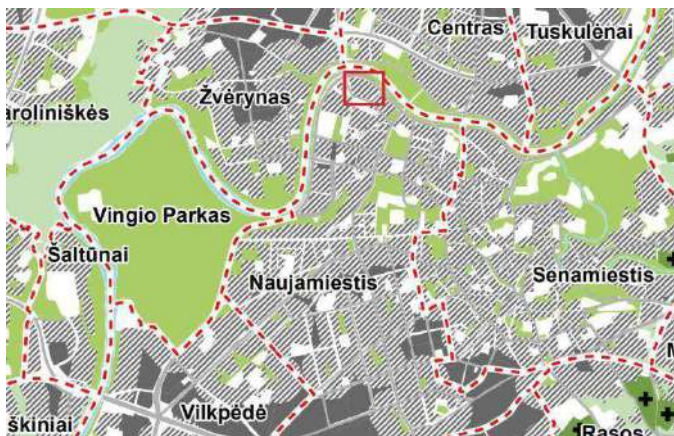 Centras
Tuskulėnai
Žvėrynas
aroliniškės
Vingio Parkas
Šaltūnai
Naujamiestis
Senamiestis
M
Vilkpėdė
škiniai
Rasos